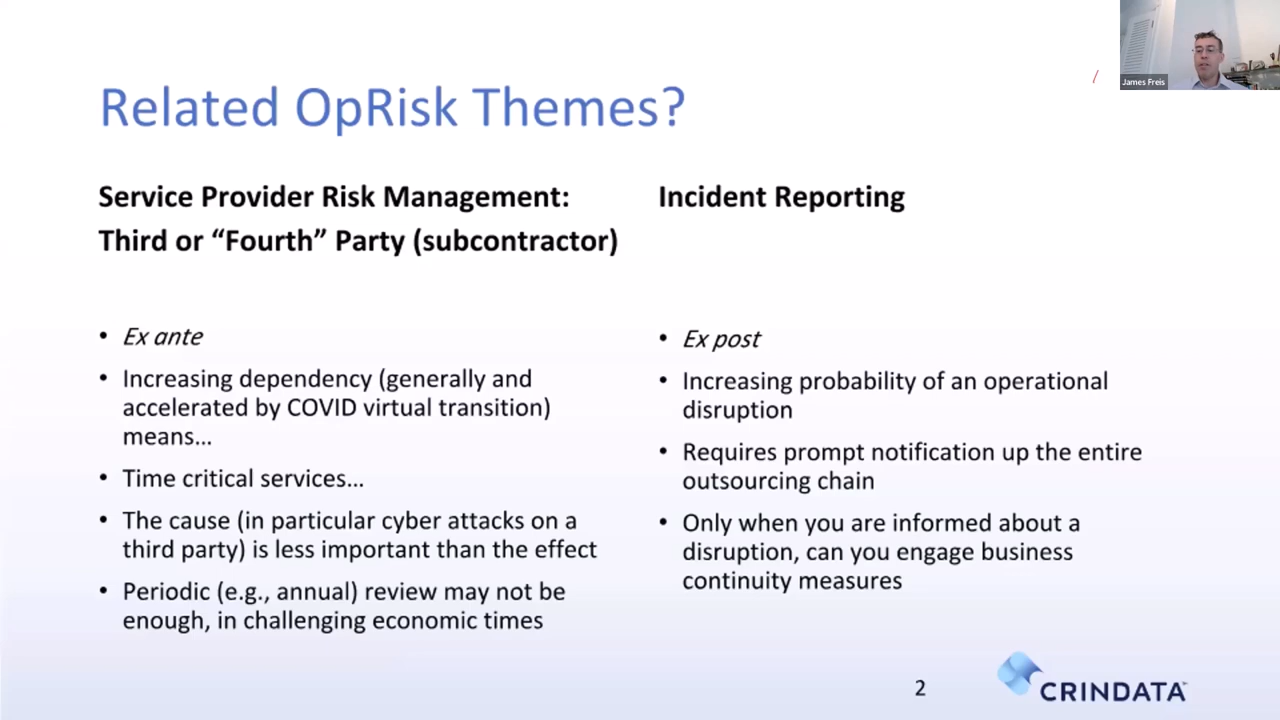 Related OpRisk Themes?
Service Provider Risk Management:
Third or “Fourth” Party (subcontractor)
• Ex ante
• Increasing dependency (generally and
accelerated by COVID virtual transition)
means…
• Time critical services…
• The cause (in particular cyber attacks on a
third party) is less important than the effect
• Periodic (e.g., annual) review may not be
enough, in challenging economic times
Incident Reporting
• Ex post
• Increasing probability of an operational
disruption
• Requires prompt notification up the entire
outsourcing chain
• Only when you are informed about a
disruption, can you engage business
continuity measures
2
CRINDATA™
James Freis